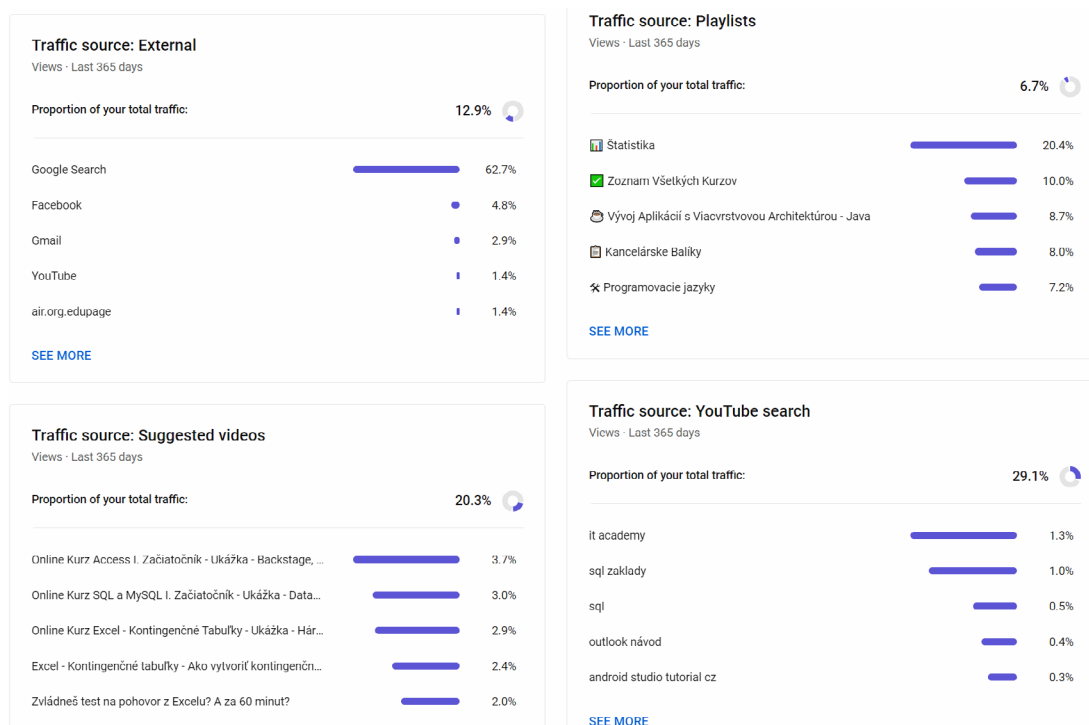 Traffic source: External
Views · Last 365 days
Proportion of your total traffic:
12.9%
Google Search 62.7%
Facebook 4.8%
Gmail 2.9%
YouTube 1.4%
air.org.edupage 1.4%
SEE MORE
Traffic source: Suggested videos
Views · Last 365 days
Proportion of your total traffic:
20.3%
Online Kurz Access I. Začiatočník - Ukážka - Backstage, ... 3.7%
Online Kurz SQL a MySQL I. Začiatočník - Ukážka - Data... 3.0%
Online Kurz Excel - Kontingenčné Tabuľky - Ukážka - Hár... 2.9%
Excel - Kontingenčné tabuľky - Ako vytvoriť kontingenčn... 2.4%
Zvládneš test na pohovor z Excelu? A za 60 minut? 2.0%
Traffic source: Playlists
Views · Last 365 days
Proportion of your total traffic:
6.7%
Štatistika 20.4%
Zoznam Všetkých Kurzov 10.0%
Vývoj Aplikácií s Viacvrstvovou Architektúrou - Java 8.7%
Kancelárske Balíky 8.0%
Programovacie jazyky 7.2%
SEE MORE
Traffic source: YouTube search
Views · Last 365 days
Proportion of your total traffic:
29.1%
it academy 1.3%
sql zaklady 1.0%
sql 0.5%
outlook návod 0.4%
android studio tutorial cz 0.3%
SEE MORE